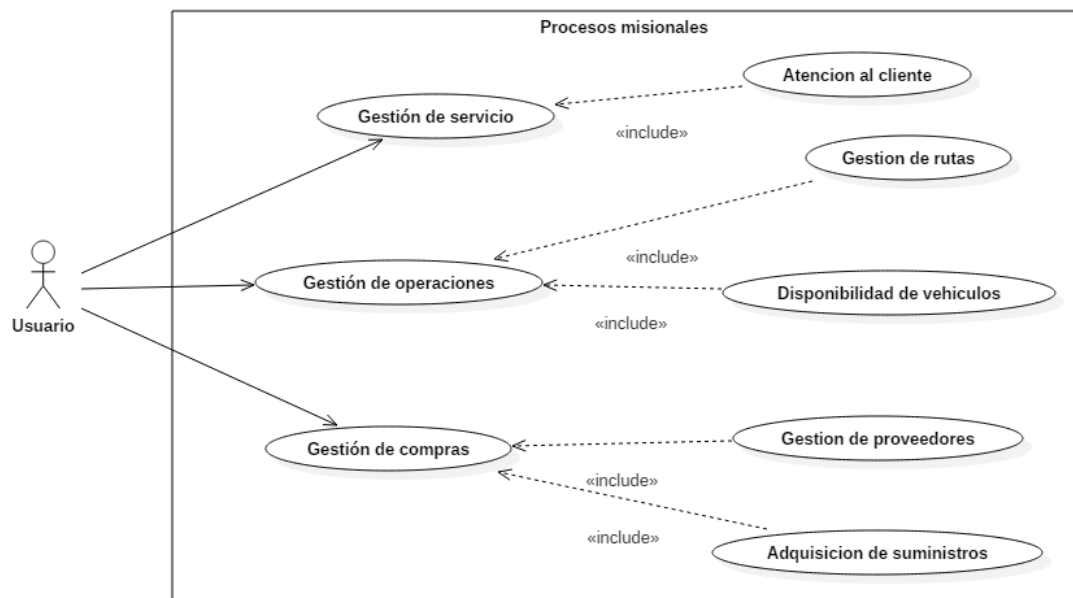 Procesos misionales
Atencion al cliente
Gestión de servicio
«include»
Gestion de rutas
«include»
Gestión de operaciones
Disponibilidad de vehiculos
«include»
Usuario
Gestión de compras
Gestion de proveedores
«include»
«include»
Adquisicion de suministros